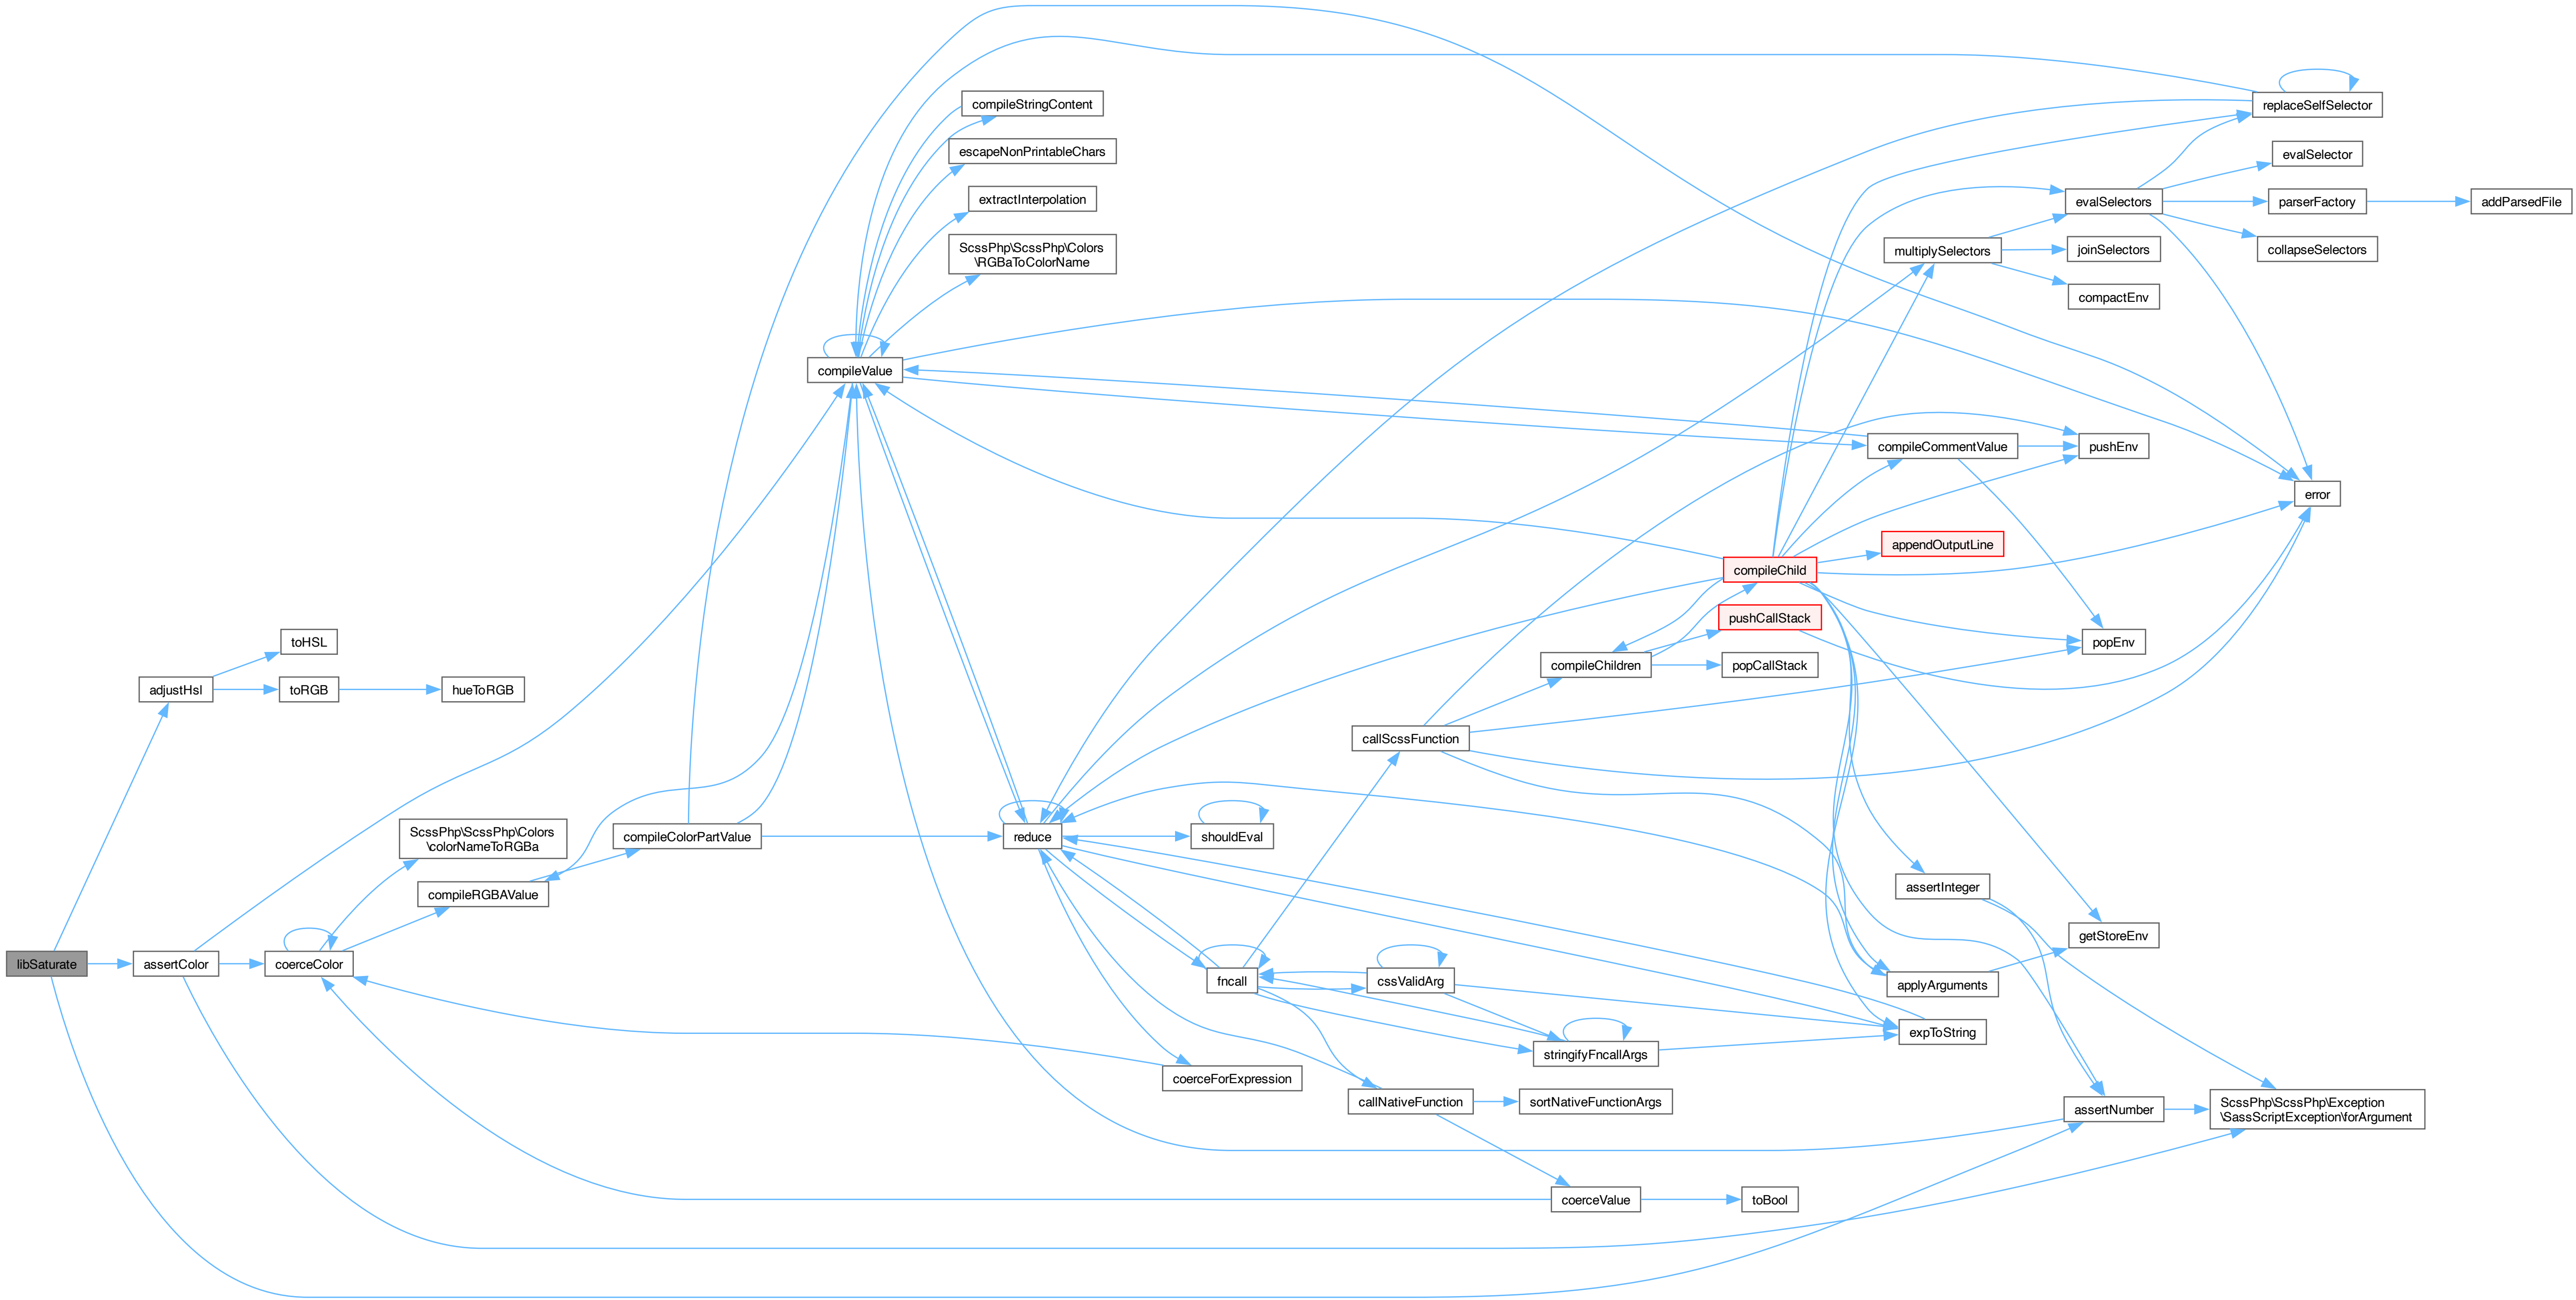 compileStringContent
replaceSelfSelector
escapeNonPrintableChars
evalSelector
extractInterpolation
evalSelectors
parserFactory
addParsedFile
ScssPhp\ScssPhp\Colors
\RGBaToColorName
multiplySelectors
joinSelectors
collapseSelectors
compactEnv
compileValue
compileCommentValue
pushEnv
error
appendOutputLine
compileChild
pushCallStack
toHSL
popEnv
compileChildren
popCallStack
adjustHsl
toRGB
hueToRGB
callScssFunction
ScssPhp\ScssPhp\Colors
\colorNameToRGBa
compileColorPartValue
reduce
shouldEval
compileRGBAValue
assertInteger
getStoreEnv
libSaturate
assertColor
coerceColor
fncall
cssValidArg
applyArguments
expToString
stringifyFncallArgs
coerceForExpression
callNativeFunction
sortNativeFunctionArgs
assertNumber
ScssPhp\ScssPhp\Exception
\SassScriptException\forArgument
coerceValue
toBool